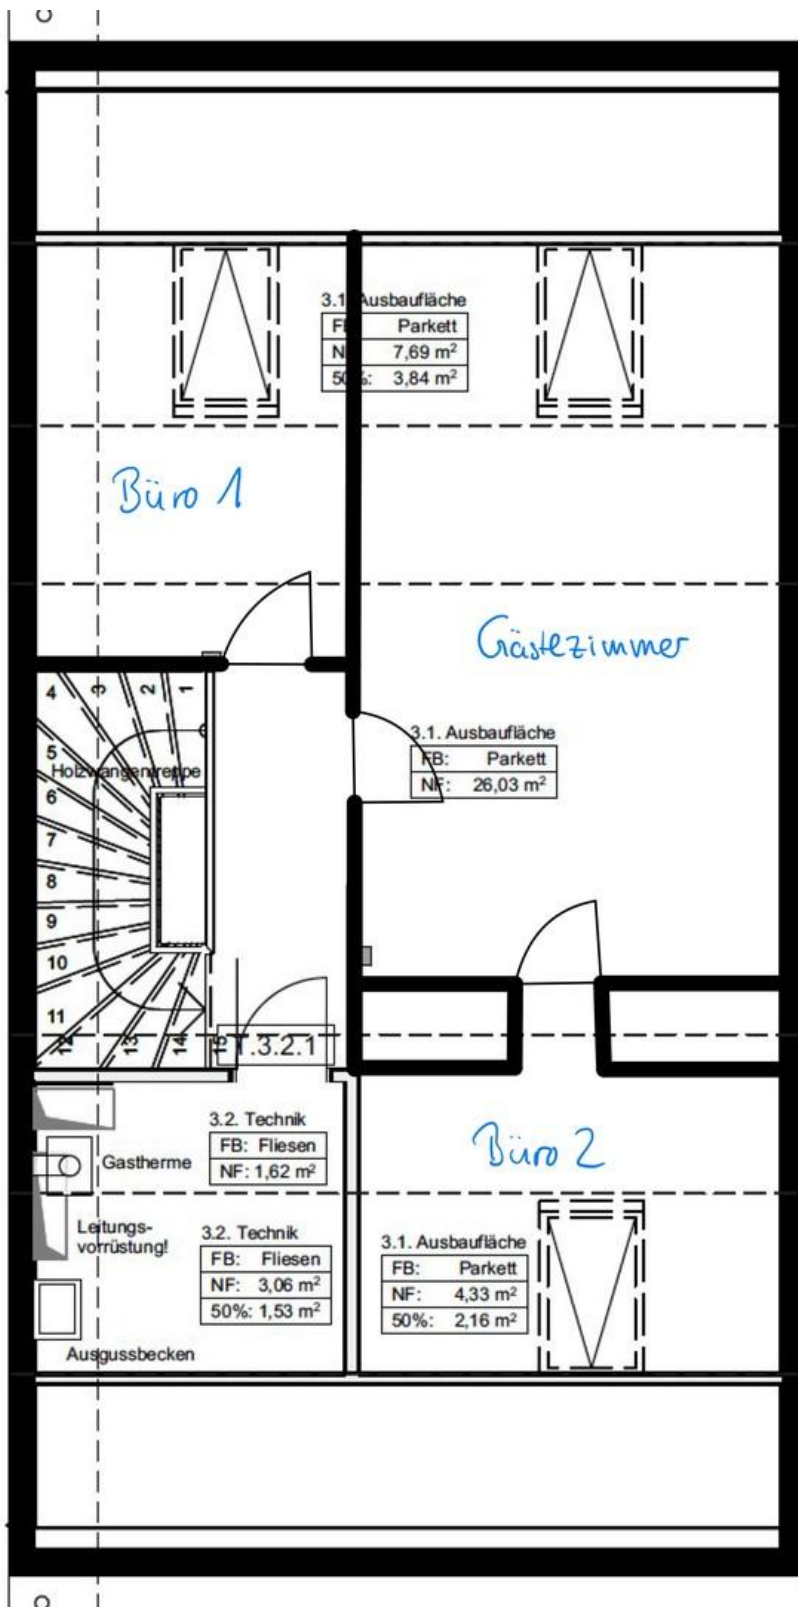 3.1 Ausbaufläche
FB: Parkett
NF: 7,69 m²
50%: 3,84 m²
Büro 1
Gästezimmer
4 3 2 1
5
Holzwangentreppe
6
7
8
9
10
11
12 13 14 15
3.1. Ausbaufläche
FB: Parkett
NF: 26,03 m²
.3.2.1
3.2. Technik
FB: Fliesen
NF: 1,62 m²
Gastherme
Büro 2
Leitungs-
vorrüstung!
3.2. Technik
FB: Fliesen
NF: 3,06 m²
50%: 1,53 m²
3.1. Ausbaufläche
FB: Parkett
NF: 4,33 m²
50%: 2,16 m²
Ausgussbecken